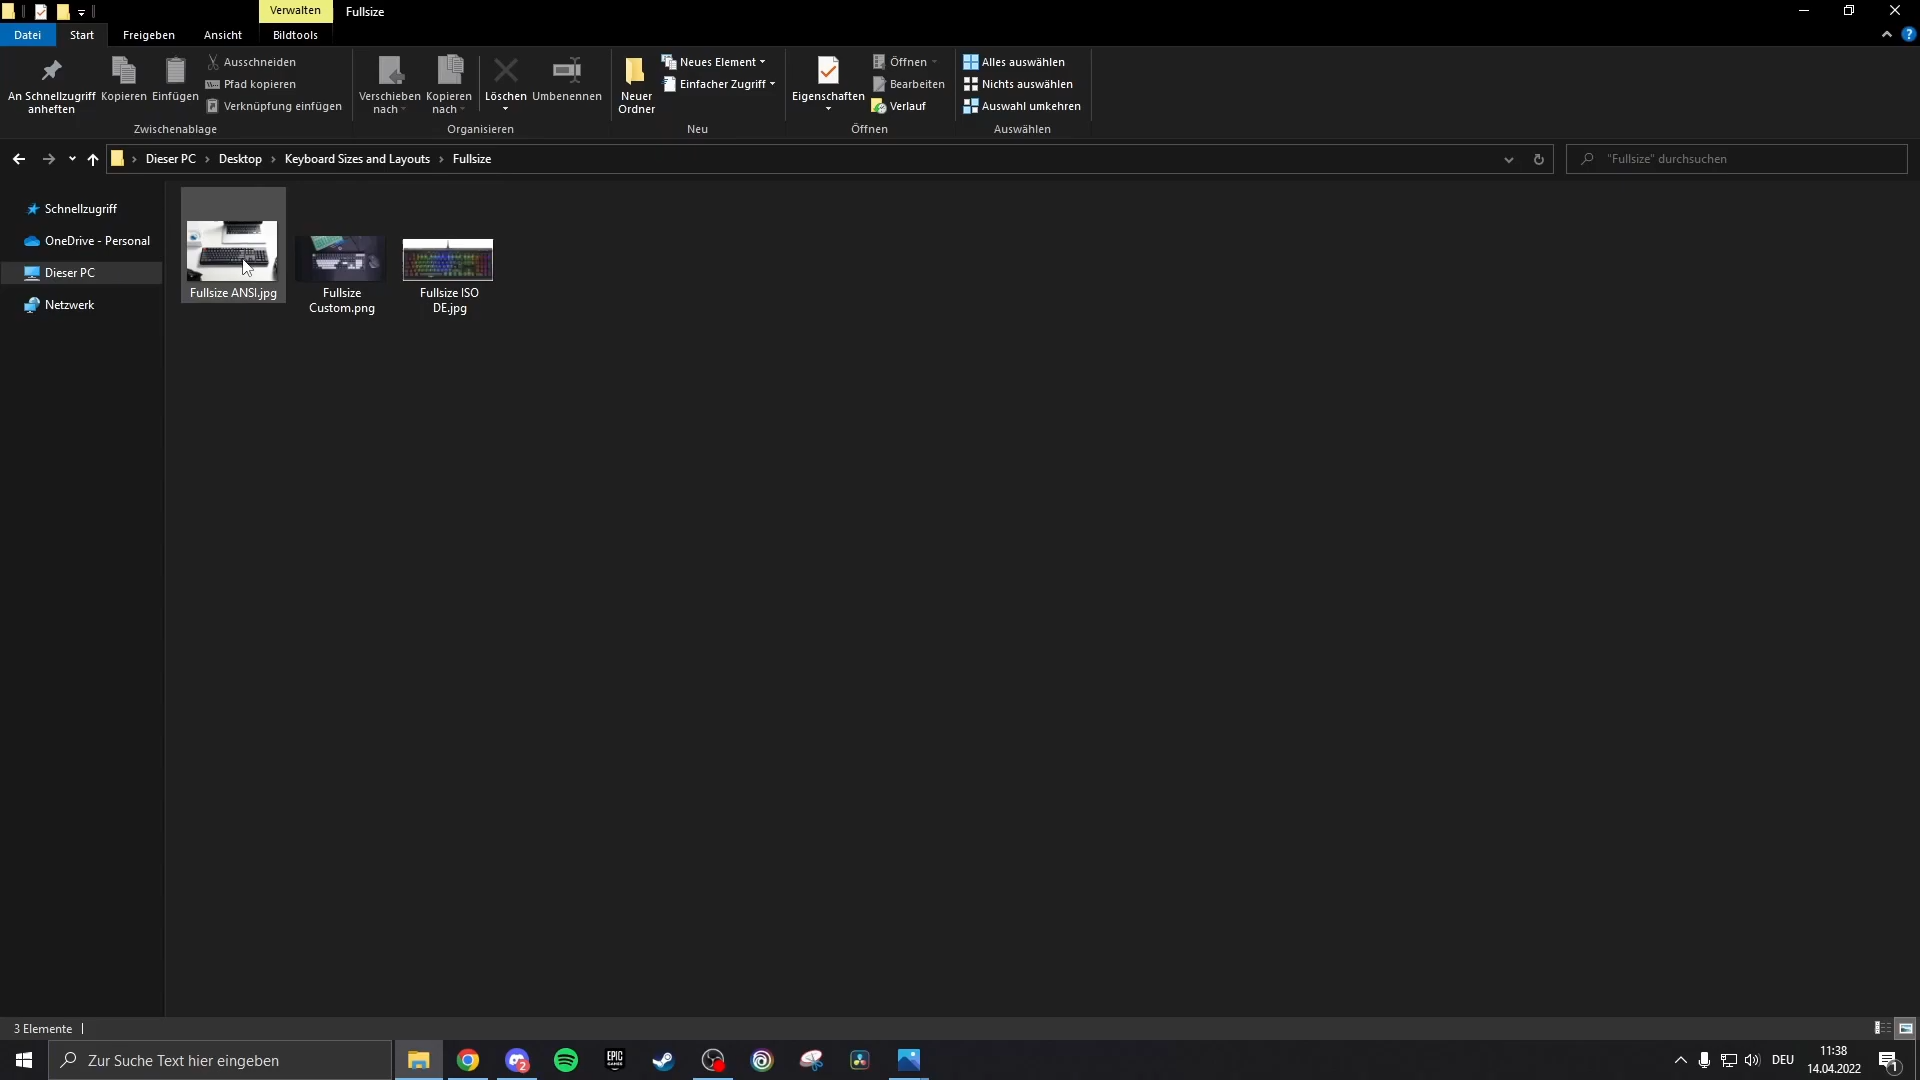 Verwalten
Fullsize
Datei
Start
Freigeben
Ansicht
Bildtools
An Schnellzugriff
anheften
Kopieren
Einfügen
Ausschneiden
Pfad kopieren
Verknüpfung einfügen
Zwischenablage
Verschieben
nach
Kopieren
nach
Löschen
Umbenennen
Organisieren
Neuer
Ordner
Neues Element
Einfacher Zugriff
Neu
Eigenschaften
Öffnen
Bearbeiten
Verlauf
Öffnen
Alles auswählen
Nichts auswählen
Auswahl umkehren
Auswählen
Dieser PC
Desktop
Keyboard Sizes and Layouts
Fullsize
"Fullsize" durchsuchen
Schnellzugriff
OneDrive - Personal
Dieser PC
Netzwerk
Fullsize ANSI.jpg
Fullsize
Custom.png
Fullsize ISO
DE.jpg
3 Elemente
Zur Suche Text hier eingeben
2
EPIC
GAMES
DEU
11:38
14.04.2022
1